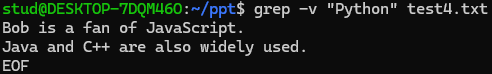 stud@DESKTOP-7DQM46O:~/ppt$ grep -v "Python" test4.txt
Bob is a fan of JavaScript.
Java and C++ are also widely used.
EOF